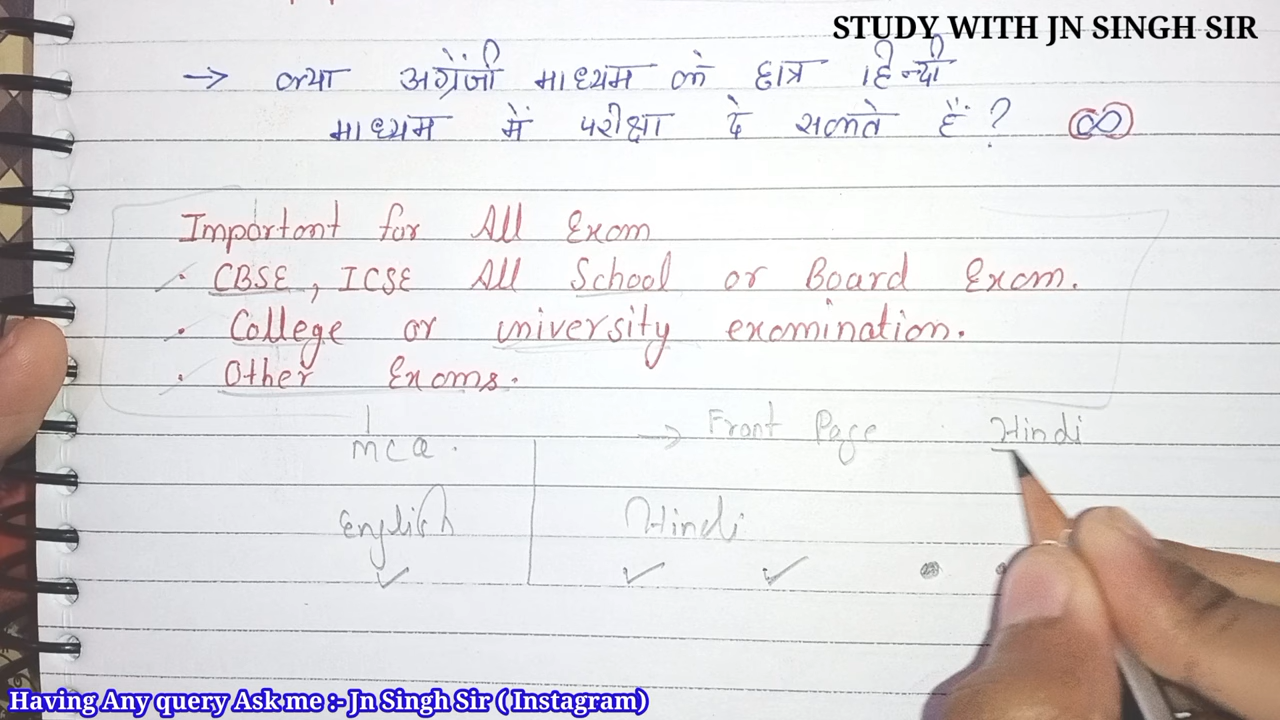 STUDY WITH JN SINGH SIR
→ क्या अग्रेंजी माध्यम के छात्र हिन्दी
माध्यम में परीक्षा दे सकते हैं ?
Important for All Exam
· CBSE, ICSE All School or Board Exam.
· College or university examination.
· Other Exams.
→ Front Page Hindi
mca.
English Hindi
Having Any query Ask me :- Jn Singh Sir ( Instagram)